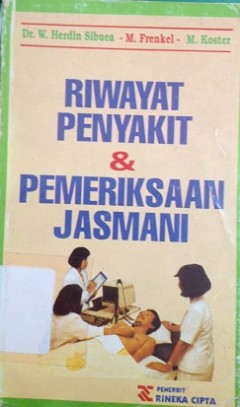 Dr. W. Herdin Sibuea - M. Frenkel - M. Koster
RIWAYAT
PENYAKIT
&
PEMERIKSAAN
JASMANI
PENERBIT
RINEKA CIPTA